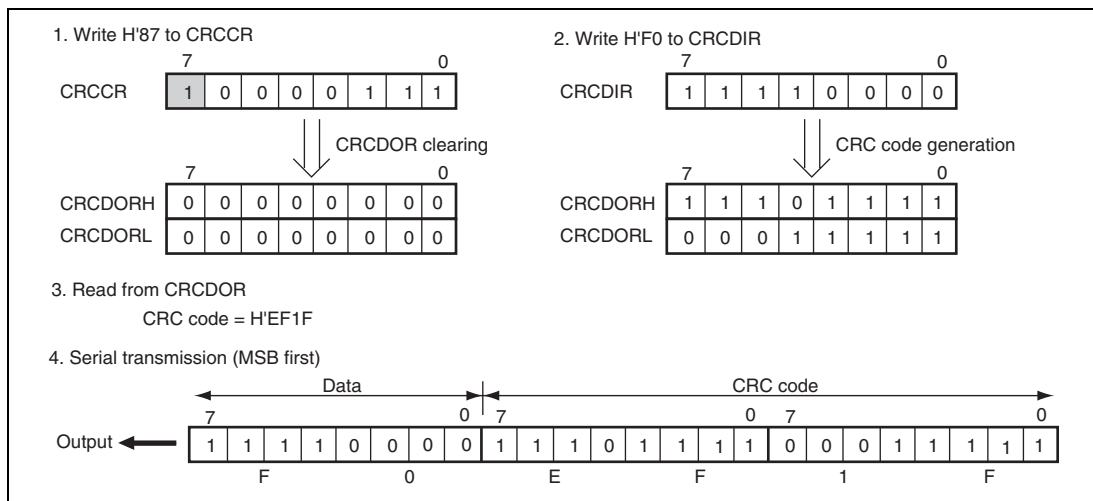 1. Write H'87 to CRCCR
7 0
CRCCR 1 0 0 0 0 1 1 1
CRCDOR clearing
7 0
CRCDORH 0 0 0 0 0 0 0 0
CRCDORL 0 0 0 0 0 0 0 0
2. Write H'F0 to CRCDIR
7 0
CRCDIR 1 1 1 1 0 0 0 0
CRC code generation
7 0
CRCDORH 1 1 1 0 1 1 1 1
CRCDORL 0 0 0 1 1 1 1 1
3. Read from CRCDOR
CRC code = H'EF1F
4. Serial transmission (MSB first)
Data CRC code
7 0 7 0 7 0
Output 1 1 1 1 0 0 0 0 1 1 1 0 1 1 1 1 0 0 0 1 1 1 1 1
F 0 E F 1 F